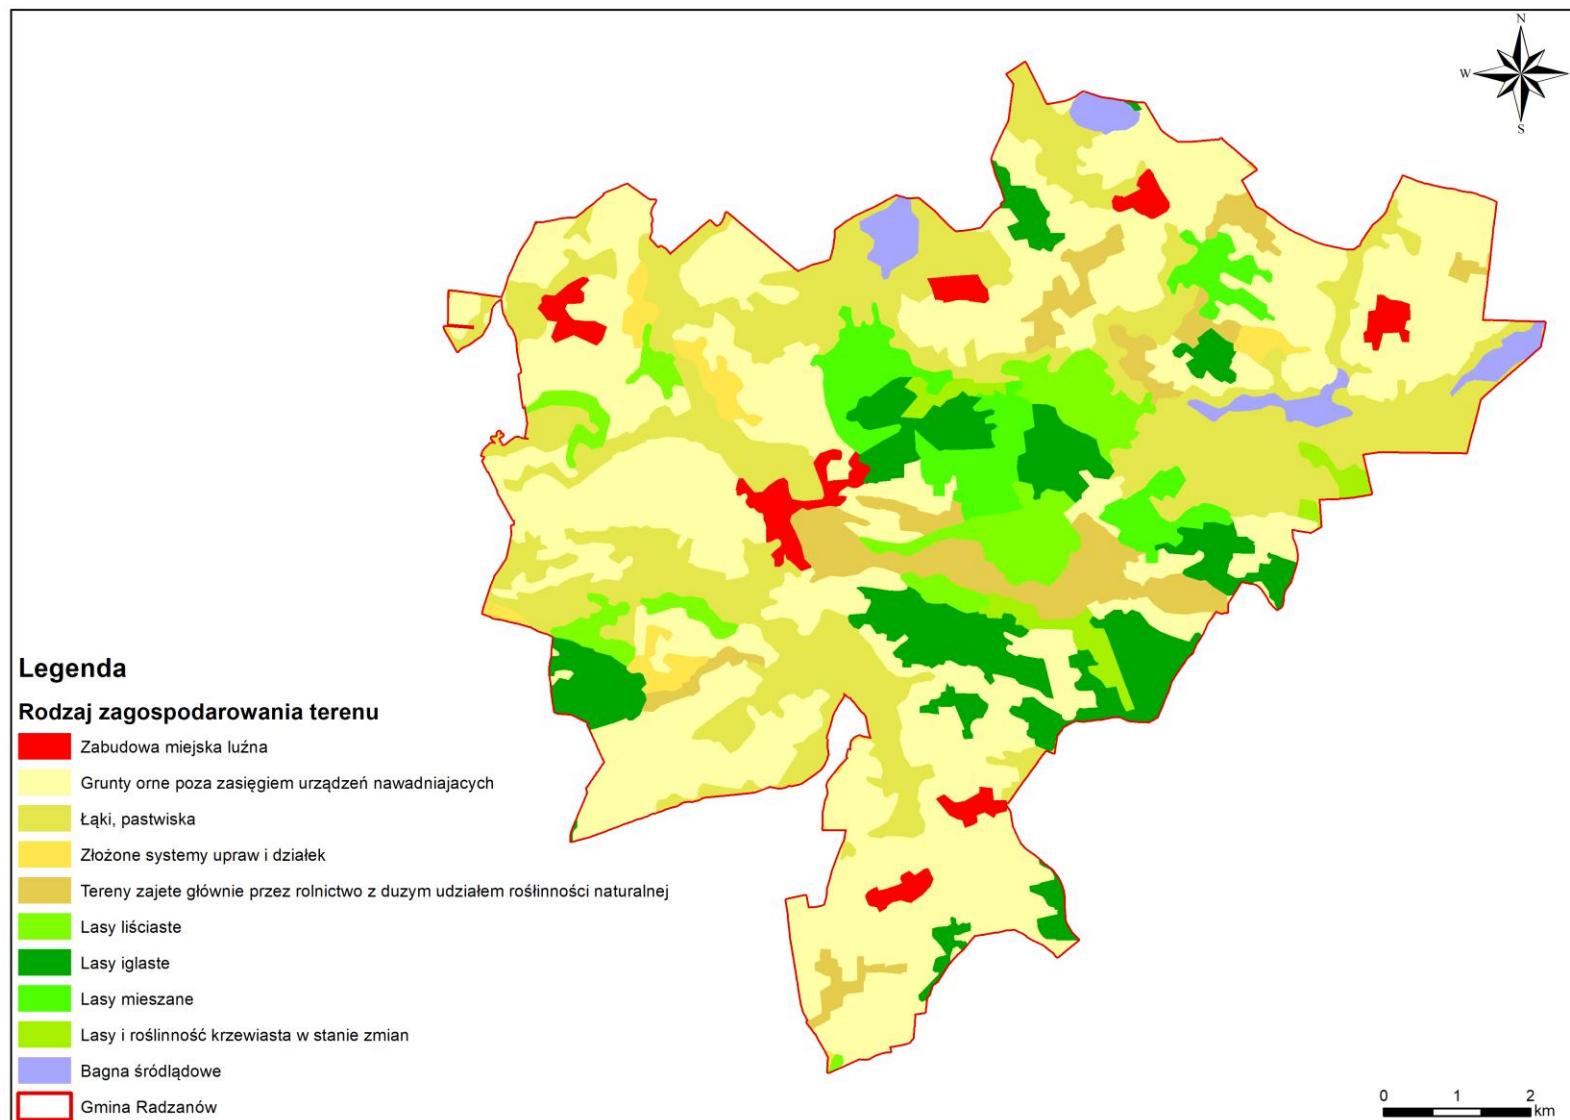 N
W
S
Legenda
Rodzaj zagospodarowania terenu
Zabudowa miejska luźna
Grunty orne poza zasięgiem urządzeń nawadniajacych
Łąki, pastwiska
Złożone systemy upraw i działek
Tereny zajete głównie przez rolnictwo z duzym udziałem roślinności naturalnej
Lasy liściaste
Lasy iglaste
Lasy mieszane
Lasy i roślinność krzewiasta w stanie zmian
Bagna śródlądowe
Gmina Radzanów
0 1 2
km